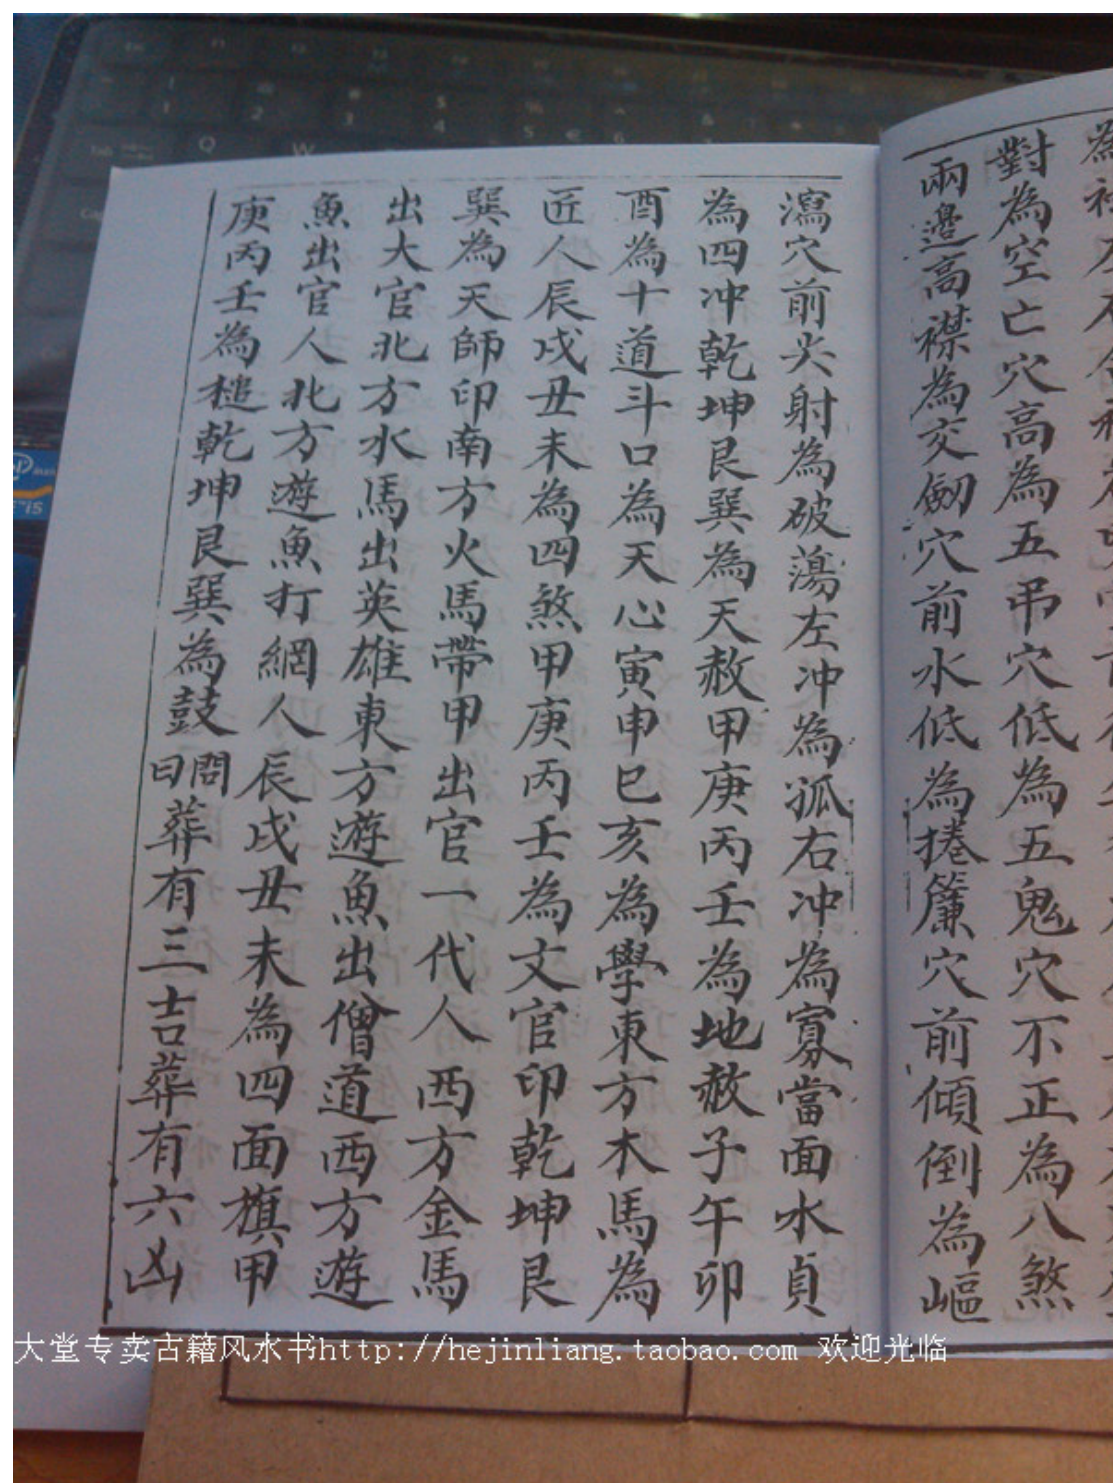 對為空亡穴高為五吊穴低為五鬼穴不正為八煞
兩邊高襟為交劔穴前水低為捲簾穴前傾倒為嶇
瀉穴前尖射為破蕩左冲為孤右冲為寡當面水貞
為四冲乾坤艮巽為天赦甲庚丙壬為地赦子午卯
酉為十道斗口為天心寅申巳亥為學東方木馬為
匠人辰戌丑未為四煞甲庚丙壬為文官印乾坤艮
巽為天師印南方火馬帶甲出官一代人西方金馬
出大官北方水馬出英雄東方遊魚出僧道西方遊
魚出官人北方遊魚打網人辰戌丑未為四面旗甲
庚丙壬為槌乾坤艮巽為鼓問曰葬有三吉葬有六凶
大堂专卖古籍风水书http://hejinliang.taobao.com 欢迎光临